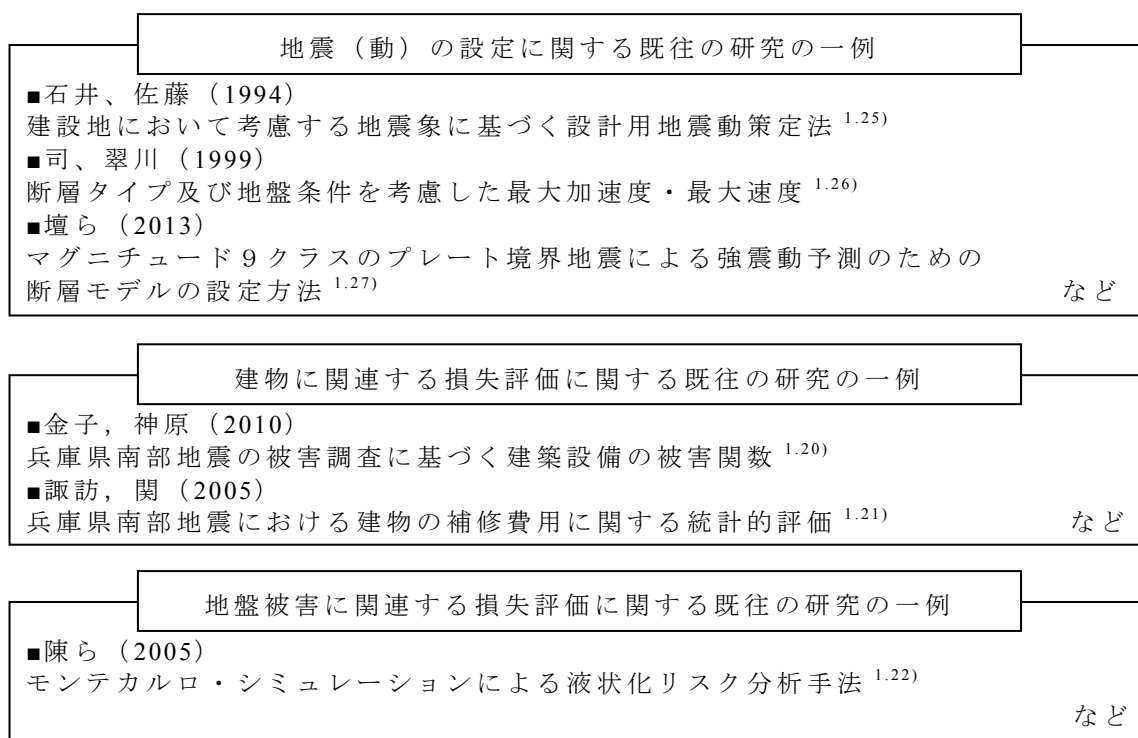 地震（動）の設定に関する既往の研究の一例
■石井、佐藤（1994）
建設地において考慮する地震象に基づく設計用地震動策定法 1.25)
■司、翠川（1999）
断層タイプ及び地盤条件を考慮した最大加速度・最大速度 1.26)
■壇ら（2013）
マグニチュード９クラスのプレート境界地震による強震動予測のための
断層モデルの設定方法 1.27) など
建物に関連する損失評価に関する既往の研究の一例
■金子, 神原（2010）
兵庫県南部地震の被害調査に基づく建築設備の被害関数 1.20)
■諏訪, 関（2005）
兵庫県南部地震における建物の補修費用に関する統計的評価 1.21) など
地盤被害に関連する損失評価に関する既往の研究の一例
■陳ら（2005）
モンテカルロ・シミュレーションによる液状化リスク分析手法 1.22)
など